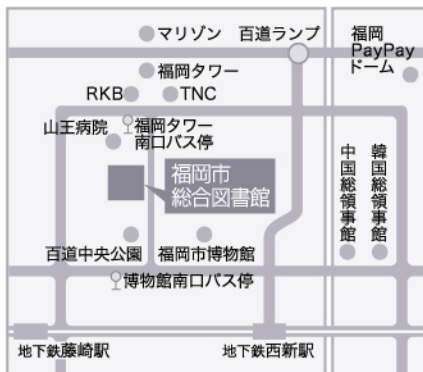 マリゾン
百道ランプ
福岡
PayPay
ドーム
福岡タワー
RKB
TNC
山王病院
福岡タワー
南口バス停
福岡市
総合図書館
中国総領事館
韓国総領事館
百道中央公園
福岡市博物館
博物館南口バス停
地下鉄藤崎駅
地下鉄西新駅